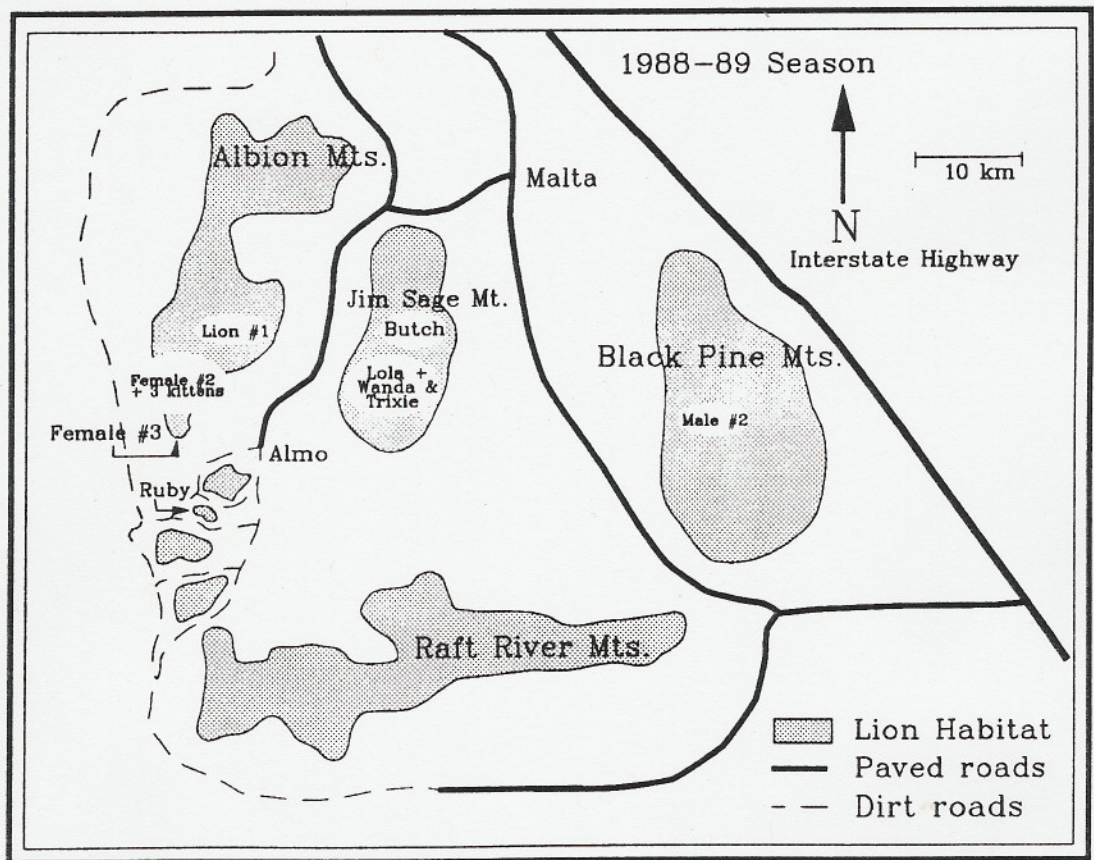 1988-89 Season
Albion Mts.
Malta
10 km
N
Interstate Highway
Jim Sage Mt.
Butch
Lion #1
Black Pine Mts.
Lola +
Wanda &
Trixie
Female #2
+ 3 kittens
Male #2
Female #3
Almo
Ruby
Raft River Mts.
Lion Habitat
Paved roads
Dirt roads